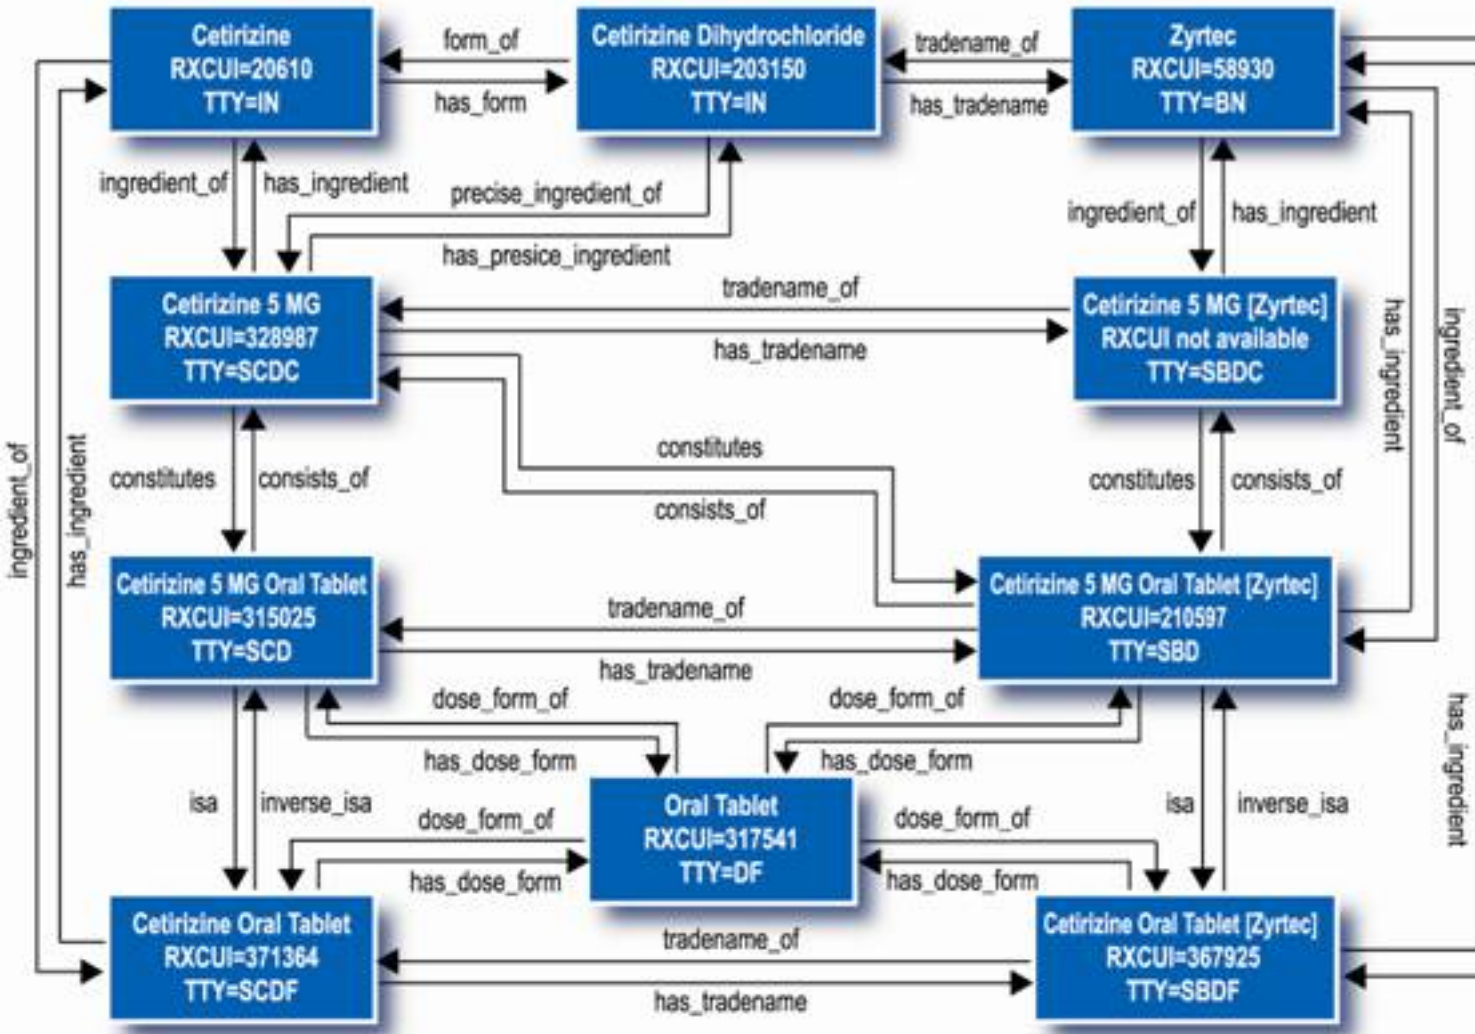 Cetirizine
RXCUI=20610
TTY=IN
form_of
has_form
Cetirizine Dihydrochloride
RXCUI=203150
TTY=IN
tradename_of
has_tradename
Zyrtec
RXCUI=58930
TTY=BN
ingredient_of
has_ingredient
precise_ingredient_of
has_presice_ingredient
ingredient_of
has_ingredient
Cetirizine 5 MG
RXCUI=328987
TTY=SCDC
tradename_of
has_tradename
Cetirizine 5 MG [Zyrtec]
RXCUI not available
TTY=SBDC
has_ingredient
ingredient_of
ingredient_of
has_ingredient
constitutes
consists_of
constitutes
consists_of
constitutes
consists_of
Cetirizine 5 MG Oral Tablet
RXCUI=315025
TTY=SCD
tradename_of
has_tradename
Cetirizine 5 MG Oral Tablet [Zyrtec]
RXCUI=210597
TTY=SBD
dose_form_of
has_dose_form
dose_form_of
has_dose_form
isa
inverse_isa
Oral Tablet
RXCUI=317541
TTY=DF
isa
inverse_isa
has_ingredient
dose_form_of
has_dose_form
dose_form_of
has_dose_form
Cetirizine Oral Tablet
RXCUI=371364
TTY=SCDF
tradename_of
has_tradename
Cetirizine Oral Tablet [Zyrtec]
RXCUI=367925
TTY=SBDF